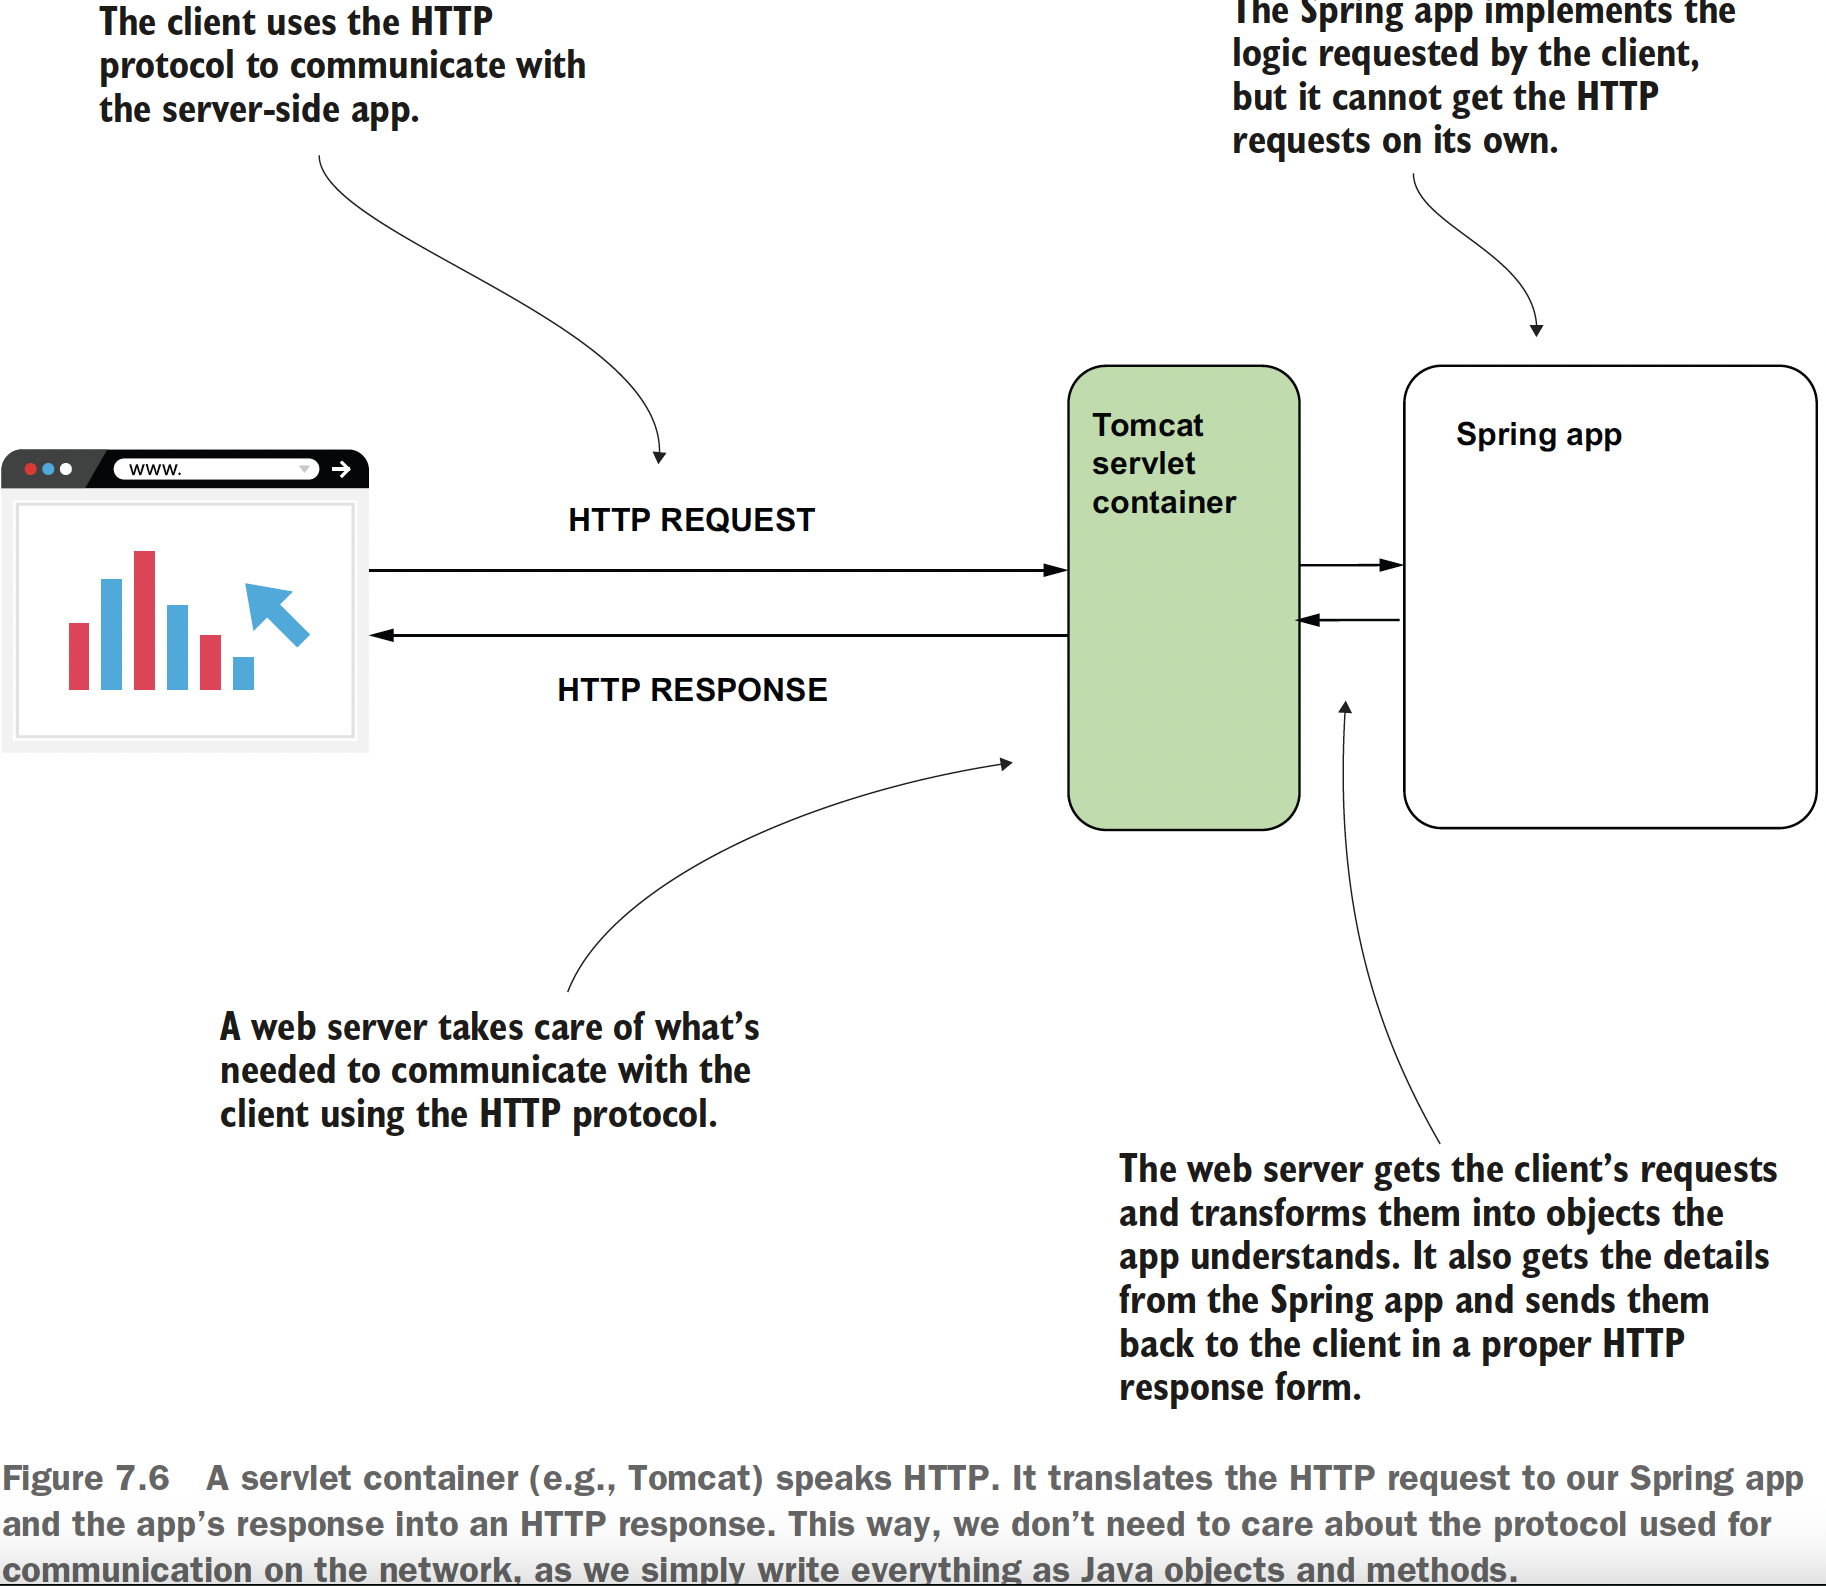 The client uses the HTTP
protocol to communicate with
the server-side app.
The Spring app implements the
logic requested by the client,
but it cannot get the HTTP
requests on its own.
www.
HTTP REQUEST
HTTP RESPONSE
Tomcat
servlet
container
Spring app
A web server takes care of what’s
needed to communicate with the
client using the HTTP protocol.
The web server gets the client’s requests
and transforms them into objects the
app understands. It also gets the details
from the Spring app and sends them
back to the client in a proper HTTP
response form.
Figure 7.6 A servlet container (e.g., Tomcat) speaks HTTP. It translates the HTTP request to our Spring app
and the app’s response into an HTTP response. This way, we don’t need to care about the protocol used for
communication on the network, as we simply write everything as Java objects and methods.